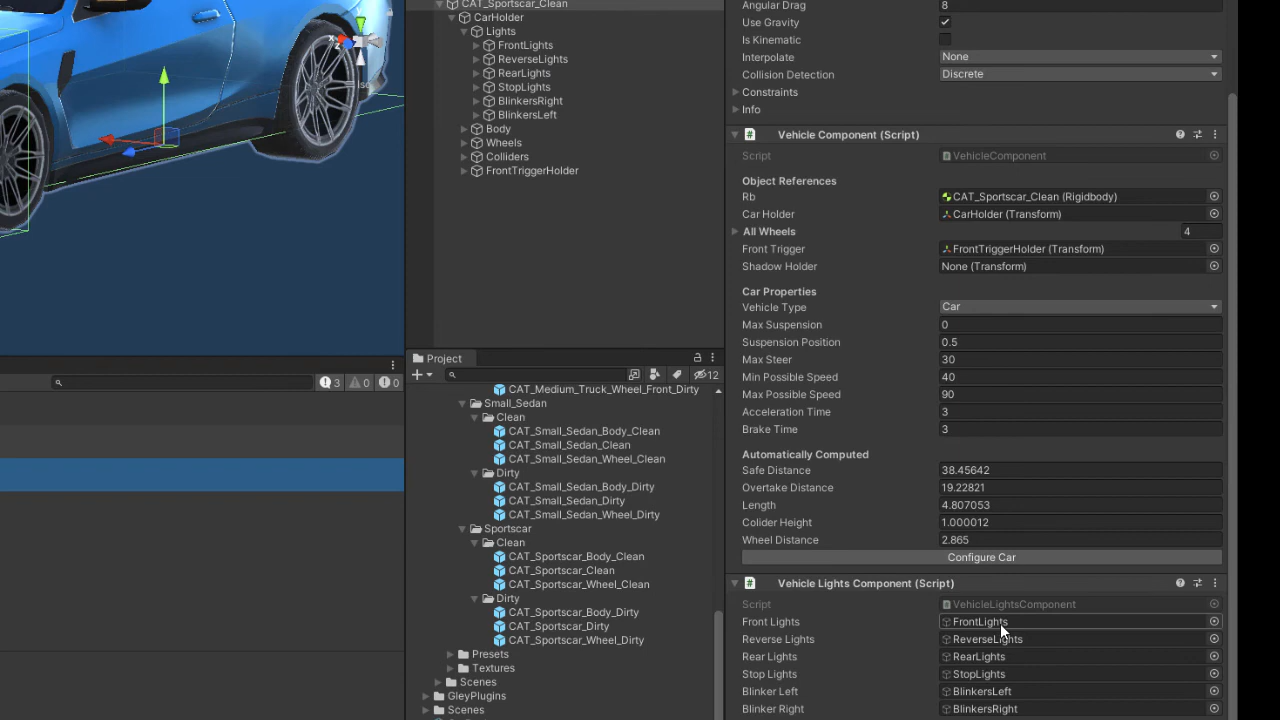 CAT_Sportscar_Clean
CarHolder
Lights
FrontLights
ReverseLights
RearLights
StopLights
BlinkersRight
BlinkersLeft
Body
Wheels
Colliders
FrontTriggerHolder
Iso
Project
12
3
0
0
CAT_Medium_Truck_Wheel_Front_Dirty
Small_Sedan
Clean
CAT_Small_Sedan_Body_Clean
CAT_Small_Sedan_Clean
CAT_Small_Sedan_Wheel_Clean
Dirty
CAT_Small_Sedan_Body_Dirty
CAT_Small_Sedan_Dirty
CAT_Small_Sedan_Wheel_Dirty
Sportscar
Clean
CAT_Sportscar_Body_Clean
CAT_Sportscar_Clean
CAT_Sportscar_Wheel_Clean
Dirty
CAT_Sportscar_Body_Dirty
CAT_Sportscar_Dirty
CAT_Sportscar_Wheel_Dirty
Presets
Textures
Scenes
GleyPlugins
Scenes
Angular Drag 8
Use Gravity
Is Kinematic
Interpolate None
Collision Detection Discrete
Constraints
Info
# Vehicle Component (Script)
Script VehicleComponent
Object References
Rb CAT_Sportscar_Clean (Rigidbody)
Car Holder CarHolder (Transform)
All Wheels 4
Front Trigger FrontTriggerHolder (Transform)
Shadow Holder None (Transform)
Car Properties
Vehicle Type Car
Max Suspension 0
Suspension Position 0.5
Max Steer 30
Min Possible Speed 40
Max Possible Speed 90
Acceleration Time 3
Brake Time 3
Automatically Computed
Safe Distance 38.45642
Overtake Distance 19.22821
Length 4.807053
Collider Height 1.000012
Wheel Distance 2.865
Configure Car
# Vehicle Lights Component (Script)
Script VehicleLightsComponent
Front Lights FrontLights
Reverse Lights ReverseLights
Rear Lights RearLights
Stop Lights StopLights
Blinker Left BlinkersLeft
Blinker Right BlinkersRight